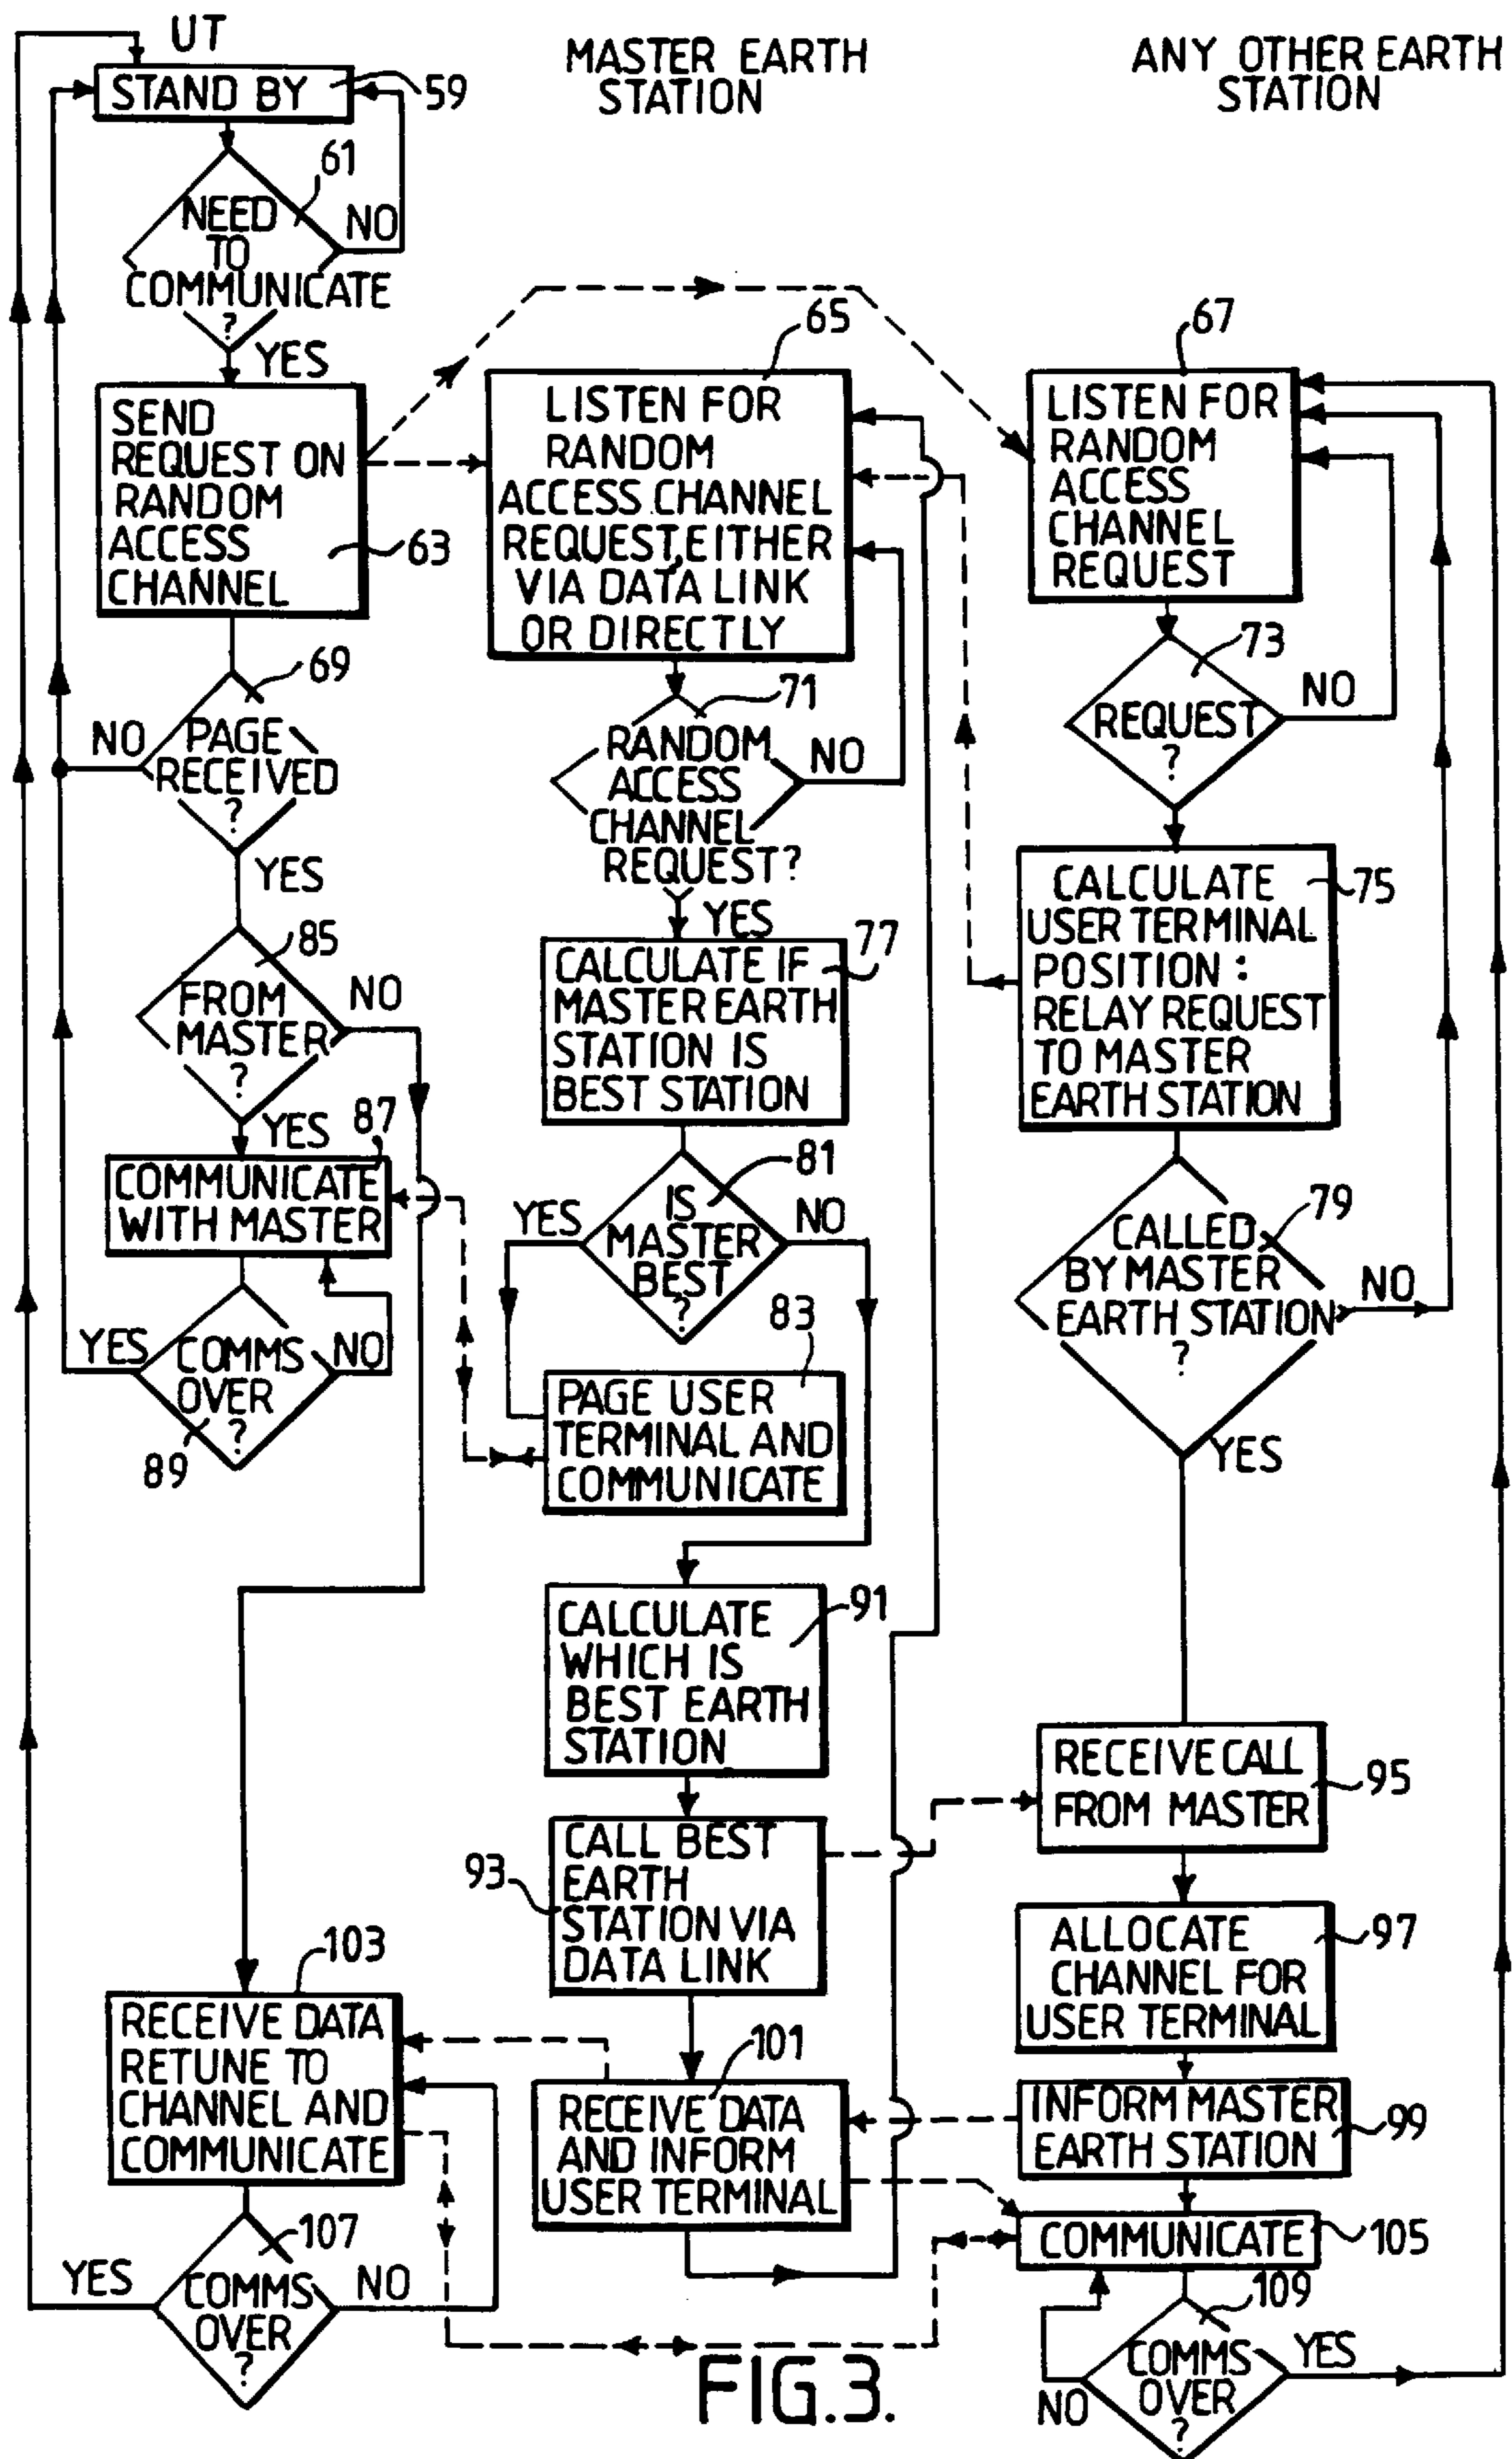 UT
MASTER EARTH
STATION
ANY OTHER EARTH
STATION
STAND BY
59
61
NEED
TO
COMMUNICATE
?
NO
YES
SEND
REQUEST ON
RANDOM
ACCESS
CHANNEL
63
69
PAGE
RECEIVED
?
NO
YES
85
FROM
MASTER
?
NO
YES
87
COMMUNICATE
WITH MASTER
COMMS
OVER
?
YES
NO
89
103
RECEIVE DATA
RETUNE TO
CHANNEL AND
COMMUNICATE
107
COMMS
OVER
?
YES
NO
65
LISTEN FOR
RANDOM
ACCESS CHANNEL
REQUEST, EITHER
VIA DATA LINK
OR DIRECTLY
71
RANDOM
ACCESS
CHANNEL
REQUEST?
NO
YES
77
CALCULATE IF
MASTER EARTH
STATION IS
BEST STATION
81
IS
MASTER
BEST
?
YES
NO
83
PAGE USER
TERMINAL AND
COMMUNICATE
91
CALCULATE
WHICH IS
BEST EARTH
STATION
93
CALL BEST
EARTH
STATION VIA
DATA LINK
101
RECEIVE DATA
AND INFORM
USER TERMINAL
67
LISTEN FOR
RANDOM
ACCESS
CHANNEL
REQUEST
73
REQUEST
?
NO
75
CALCULATE
USER TERMINAL
POSITION :
RELAY REQUEST
TO MASTER
EARTH STATION
79
CALLED
BY MASTER
EARTH STATION
?
NO
YES
RECEIVE CALL
FROM MASTER
95
ALLOCATE
CHANNEL FOR
USER TERMINAL
97
INFORM MASTER
EARTH STATION
99
COMMUNICATE
105
109
COMMS
OVER
?
YES
NO
FIG.3.